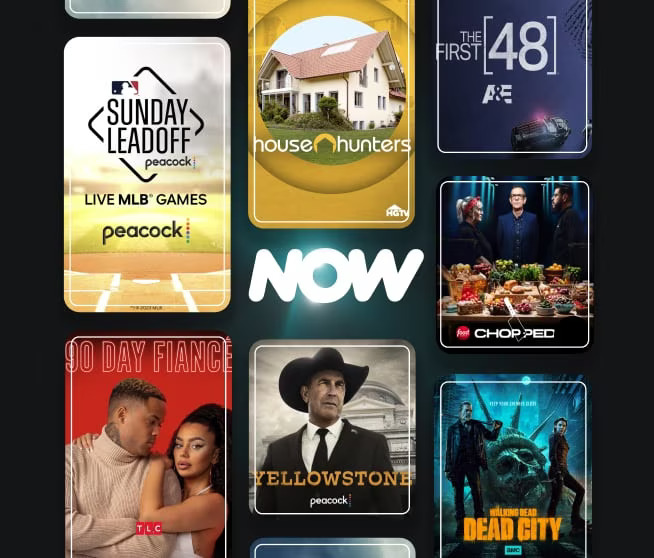 SUNDAY
LEADOFF
peacock
LIVE MLB® GAMES
peacock
house hunters
HGTV
THE
FIRST [48]
A&E
NOW
food
CHOPPED
90 DAY FIANCÉ
TLC
YELLOWSTONE
peacock
THE WALKING DEAD
DEAD CITY
AMC